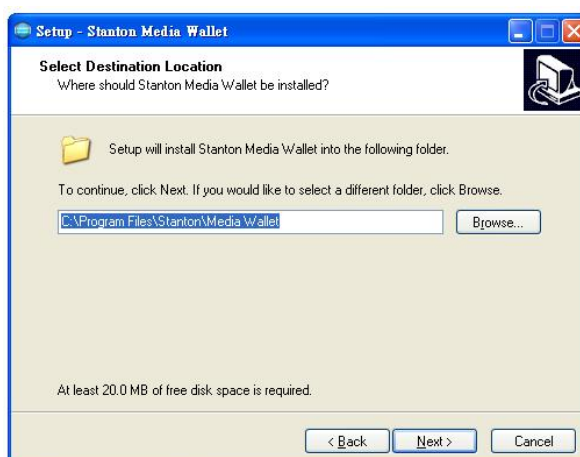 Setup - Stanton Media Wallet
Select Destination Location
Where should Stanton Media Wallet be installed?
Setup will install Stanton Media Wallet into the following folder.
To continue, click Next. If you would like to select a different folder, click Browse.
C:\Program Files\Stanton\Media Wallet
Browse...
At least 20.0 MB of free disk space is required.
< Back
Next >
Cancel